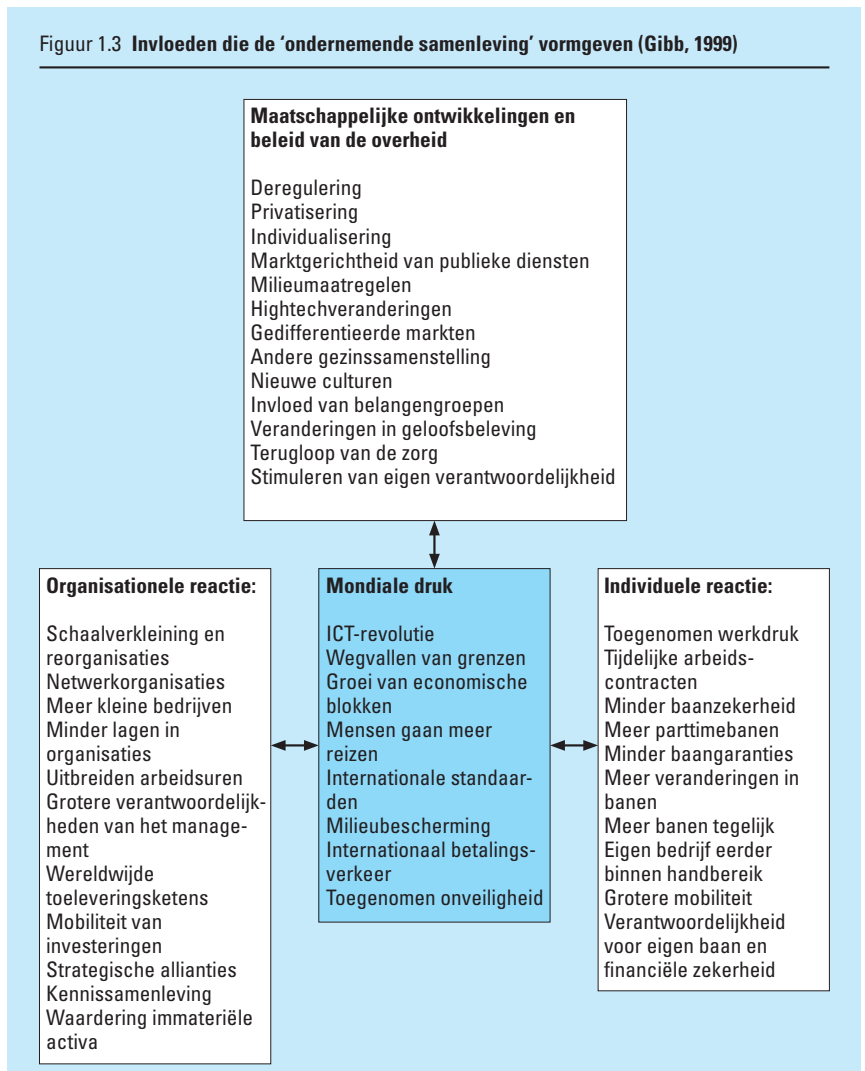 Figuur 1.3 Invloeden die de ‘ondernemende samenleving’ vormgeven (Gibb, 1999)
Maatschappelijke ontwikkelingen en
beleid van de overheid
Deregulering
Privatisering
Individualisering
Marktgerichtheid van publieke diensten
Milieumaatregelen
Hightechveranderingen
Gedifferentieerde markten
Andere gezinssamenstelling
Nieuwe culturen
Invloed van belangengroepen
Veranderingen in geloofsbeleving
Terugloop van de zorg
Stimuleren van eigen verantwoordelijkheid
Organisationele reactie:
Schaalverkleining en
reorganisaties
Netwerkorganisaties
Meer kleine bedrijven
Minder lagen in
organisaties
Uitbreiden arbeidsuren
Grotere verantwoordelijk-
heden van het manage-
ment
Wereldwijde
toeleveringsketens
Mobiliteit van
investeringen
Strategische allianties
Kennissamenleving
Waardering immateriële
activa
Mondiale druk
ICT-revolutie
Wegvallen van grenzen
Groei van economische
blokken
Mensen gaan meer
reizen
Internationale standaar-
den
Milieubescherming
Internationaal betalings-
verkeer
Toegenomen onveiligheid
Individuele reactie:
Toegenomen werkdruk
Tijdelijke arbeids-
contracten
Minder baanzekerheid
Meer parttimebanen
Minder baangaranties
Meer veranderingen in
banen
Meer banen tegelijk
Eigen bedrijf eerder
binnen handbereik
Grotere mobiliteit
Verantwoordelijkheid
voor eigen baan en
financiële zekerheid